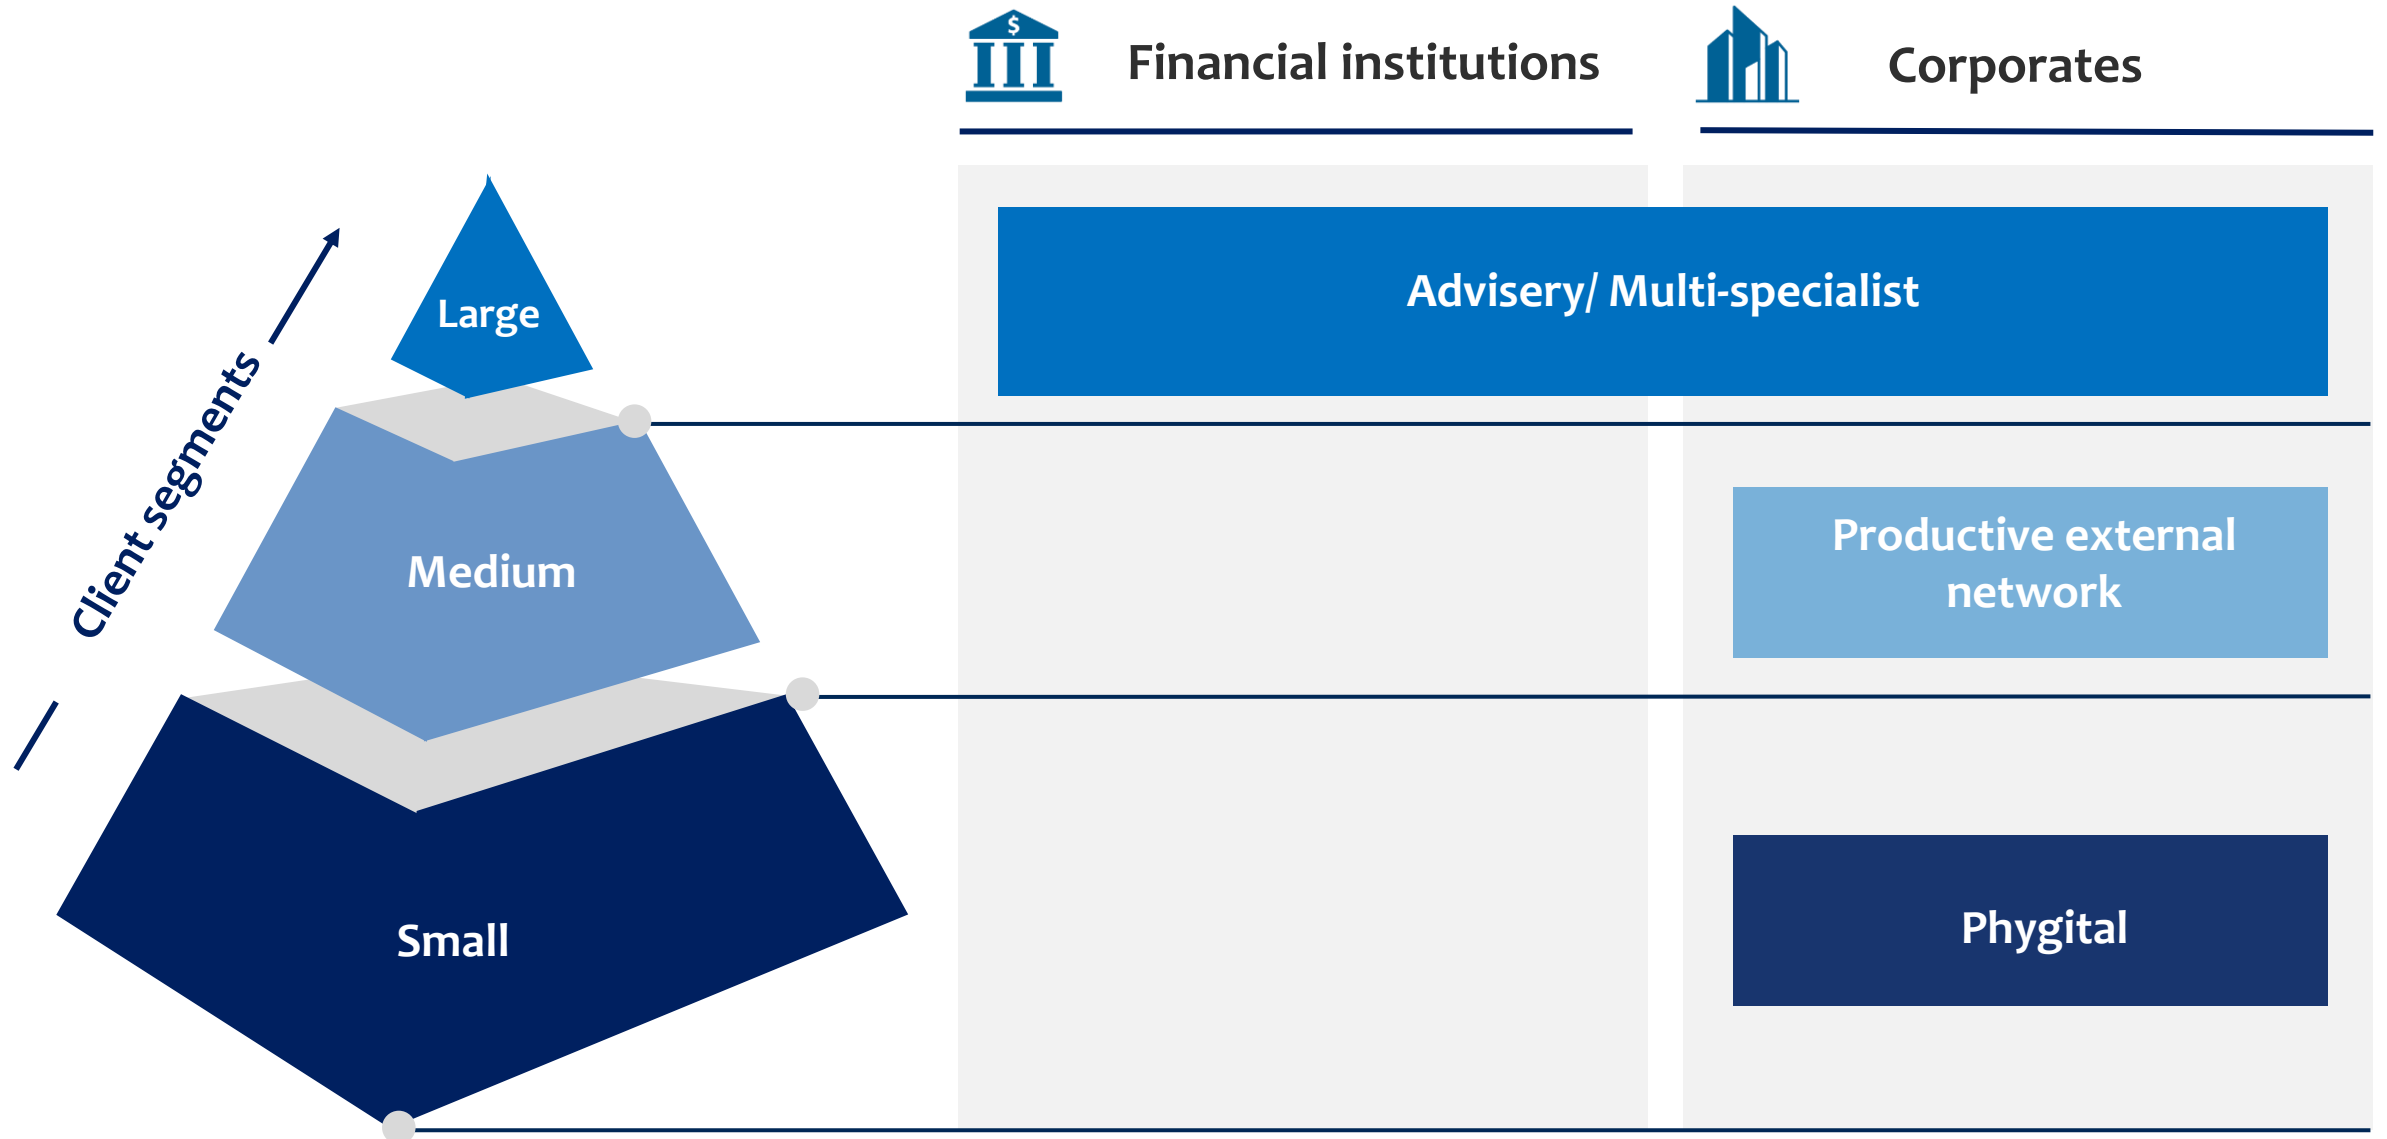 $
Financial institutions
Corporates
Client segments
Large
Advisery/ Multi-specialist
Medium
Productive external
network
Small
Phygital